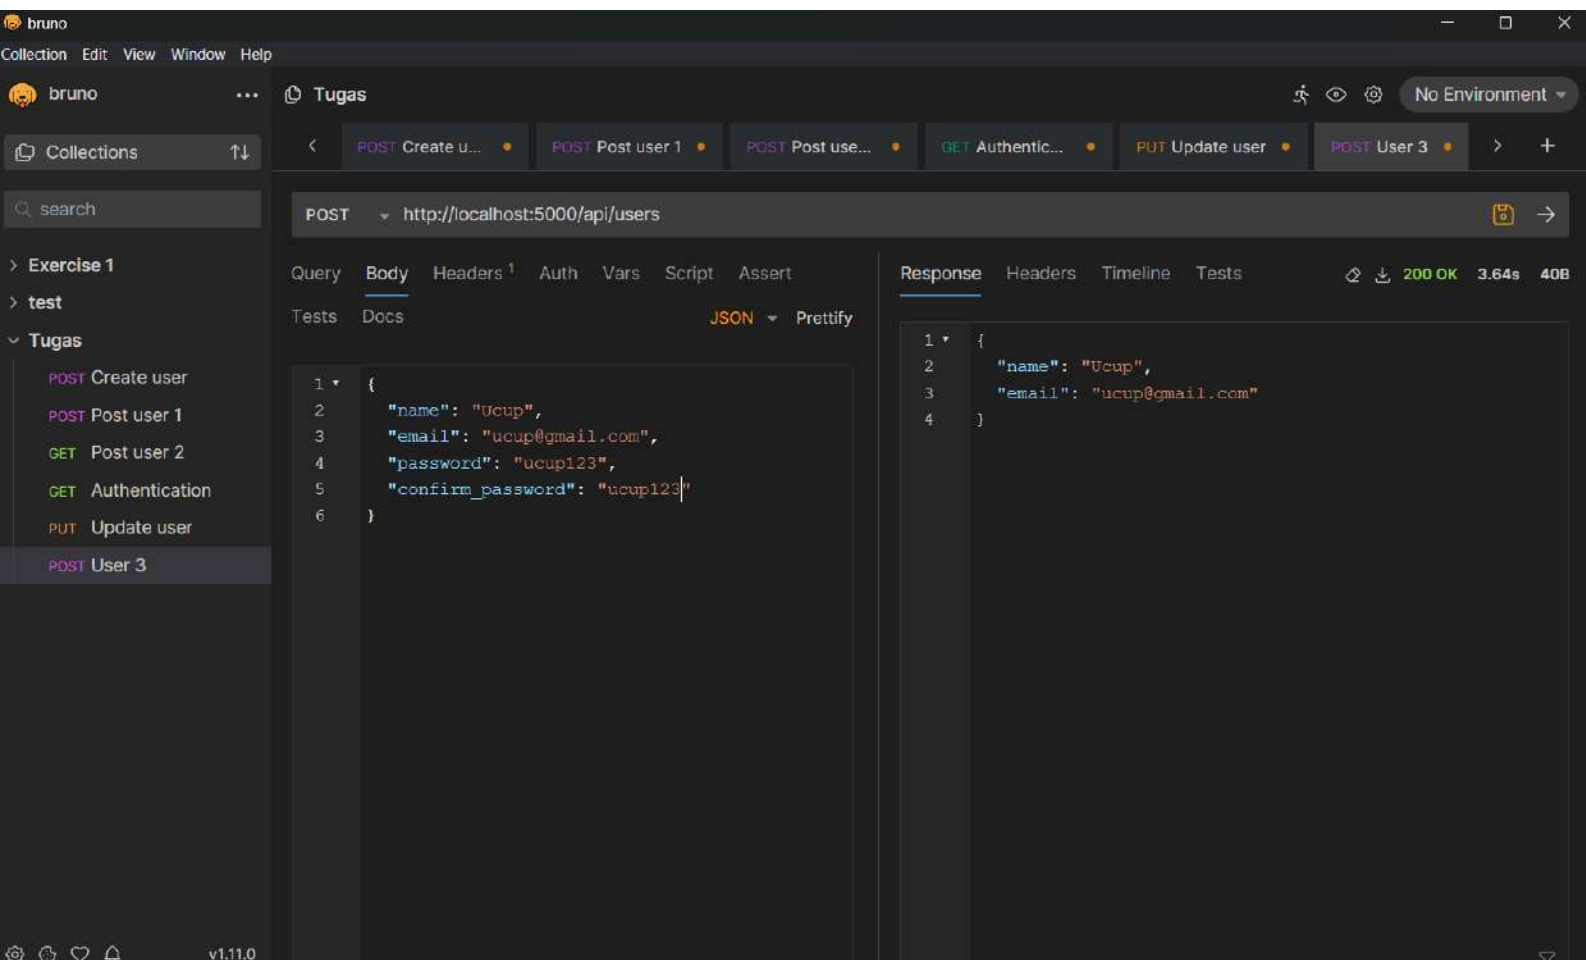 bruno
Collection Edit View Window Help
bruno ...
Tugas
No Environment
Collections
POST Create u...
POST Post user 1
POST Post use...
GET Authentic...
PUT Update user
POST User 3
+
search
POST http://localhost:5000/api/users
Exercise 1
test
Tugas
POST Create user
POST Post user 1
GET Post user 2
GET Authentication
PUT Update user
POST User 3
Query Body Headers 1 Auth Vars Script Assert
Tests Docs
JSON Prettify
1 {
2 "name": "Ucup",
3 "email": "ucup@gmail.com",
4 "password": "ucup123",
5 "confirm_password": "ucup123"
6 }
Response Headers Timeline Tests
200 OK 3.64s 40B
1 {
2 "name": "Ucup",
3 "email": "ucup@gmail.com"
4 }
v1.11.0